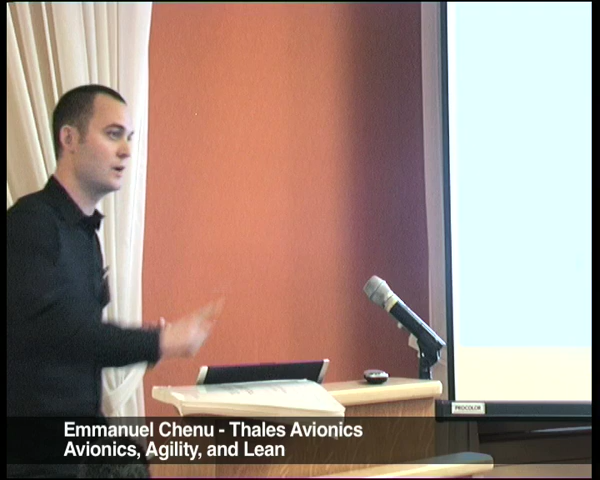 PROCOLOR
Emmanuel Chenu - Thales Avionics
Avionics, Agility, and Lean